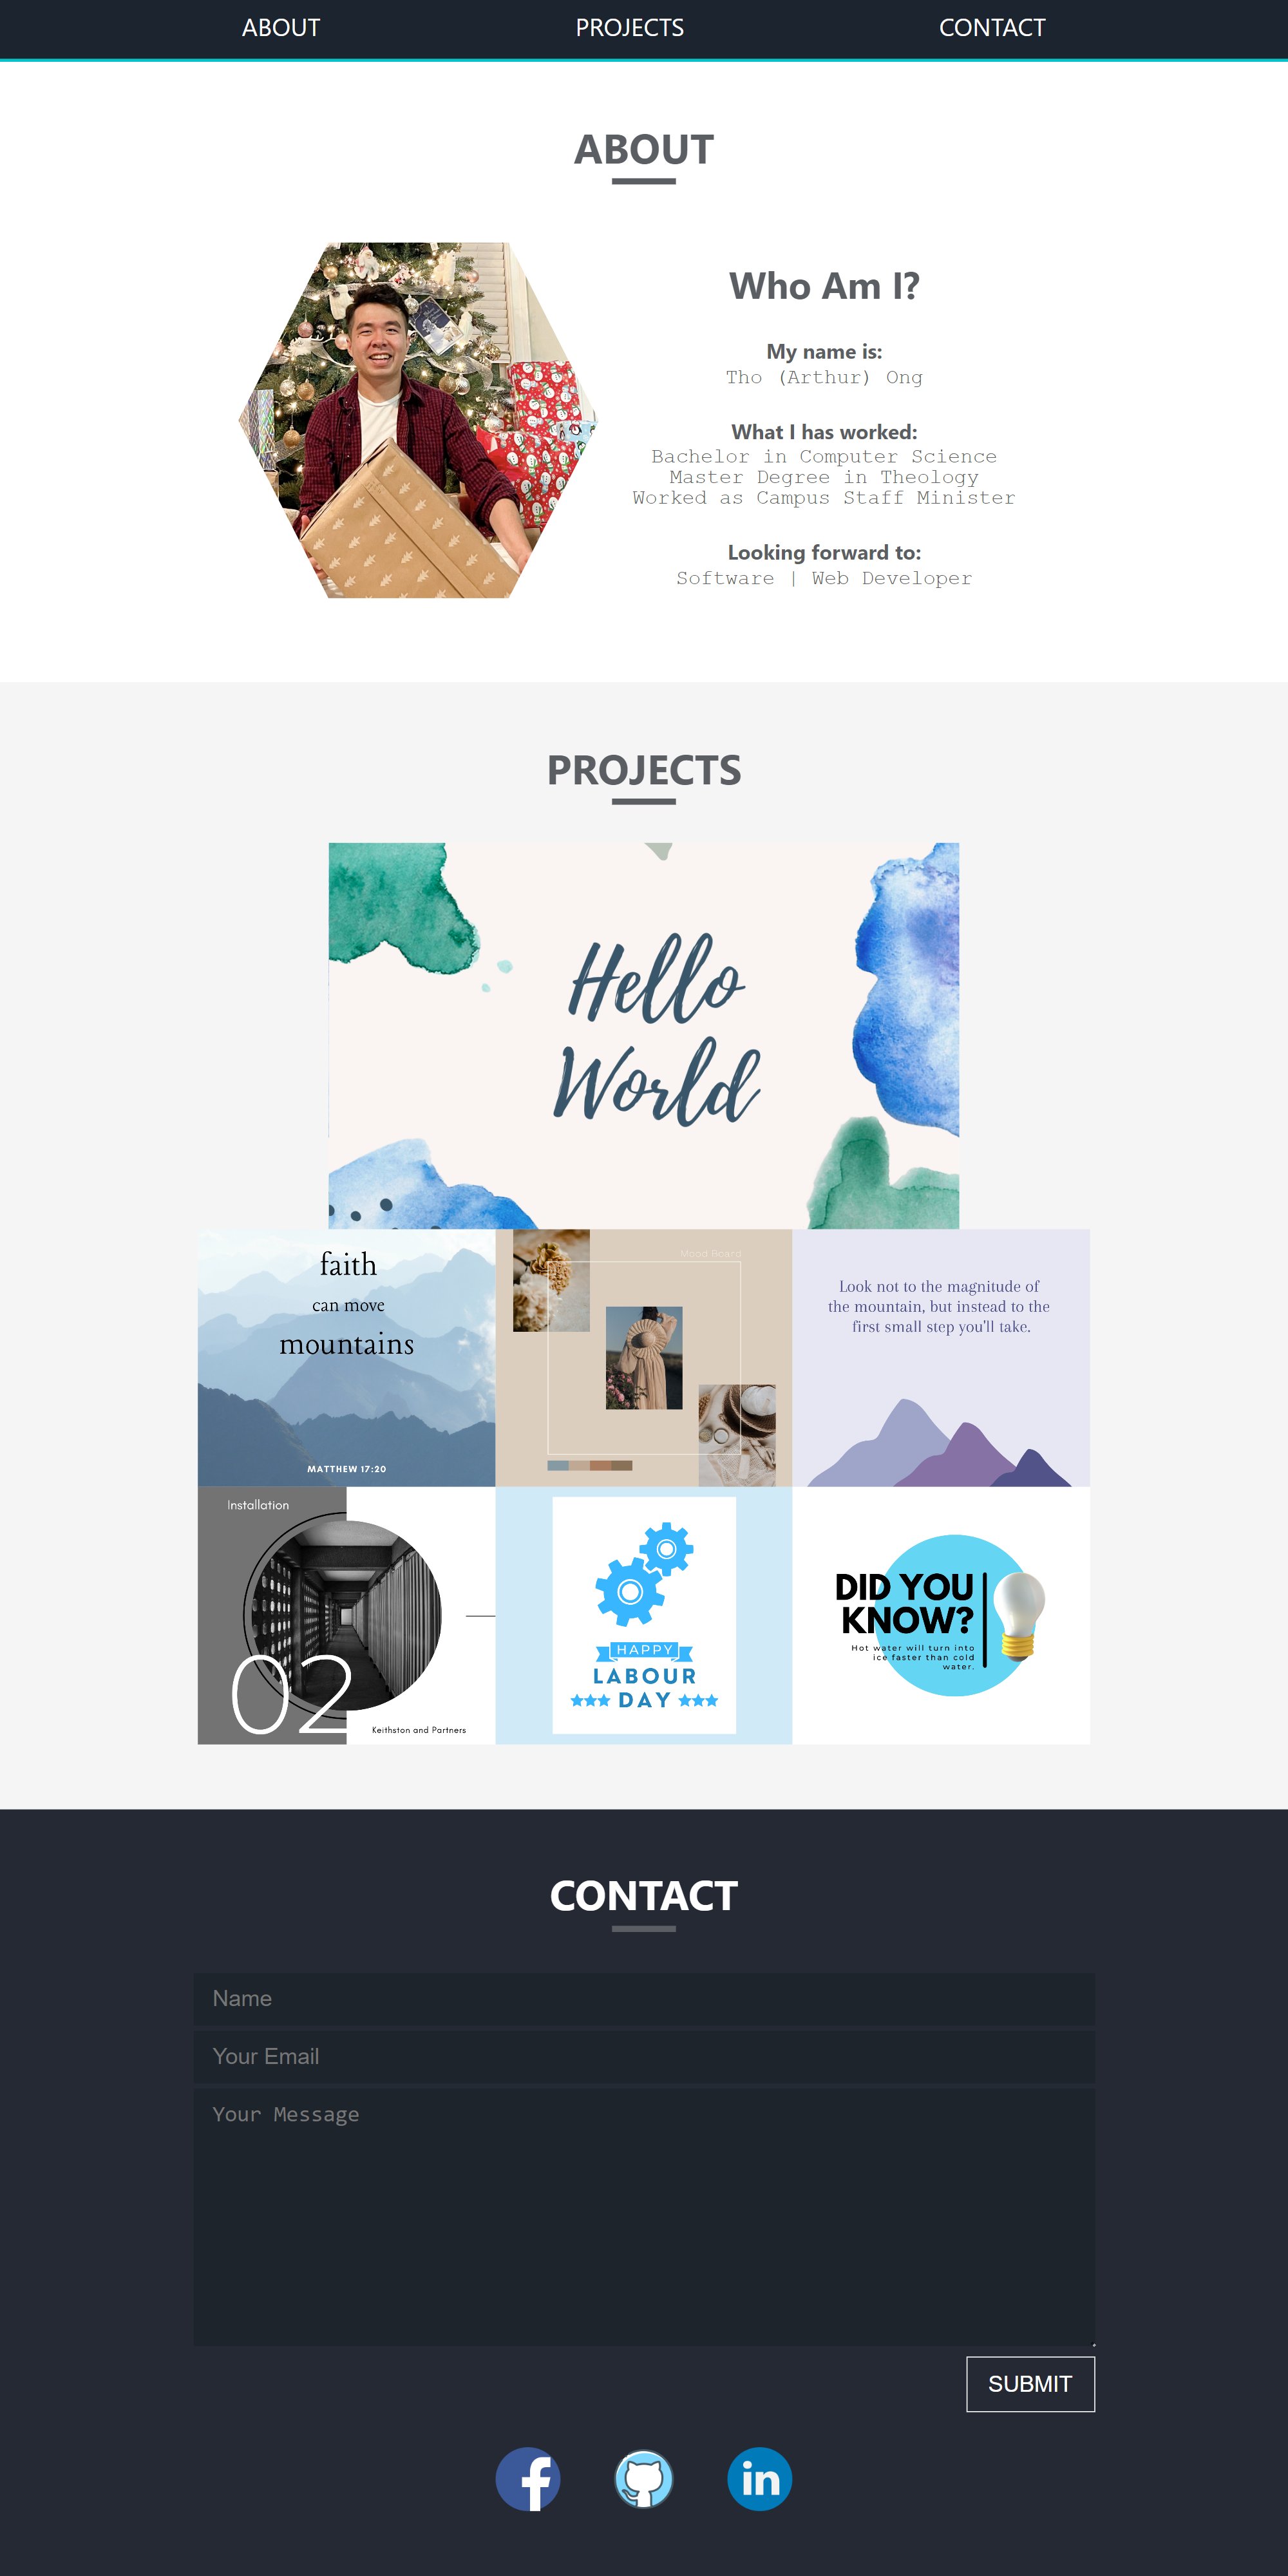 ABOUT
PROJECTS
CONTACT
ABOUT
Who Am I?
My name is:
Tho (Arthur) Ong
What I has worked:
Bachelor in Computer Science
Master Degree in Theology
Worked as Campus Staff Minister
Looking forward to:
Software | Web Developer
PROJECTS
Hello
World
faith
can move
mountains
MATTHEW 17:20
Mood Board
Look not to the magnitude of
the mountain, but instead to the
first small step you'll take.
Installation
02
Keithston and Partners
HAPPY
LABOUR
DAY
DID YOU
KNOW?
Hot water will turn into
ice faster than cold
water.
CONTACT
Name
Your Email
Your Message
SUBMIT
f
in